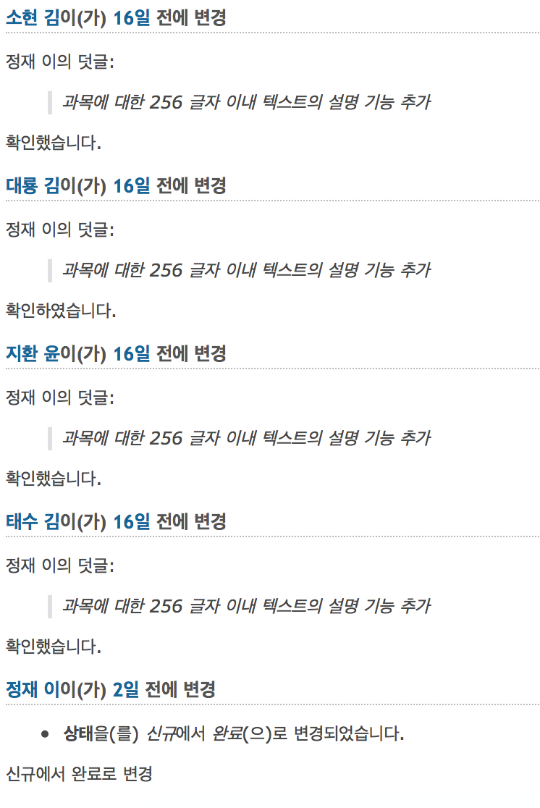 소현 김이(가) 16일 전에 변경
정재 이의 덧글:
과목에 대한 256 글자 이내 텍스트의 설명 기능 추가
확인했습니다.
대룡 김이(가) 16일 전에 변경
정재 이의 덧글:
과목에 대한 256 글자 이내 텍스트의 설명 기능 추가
확인하였습니다.
지환 윤이(가) 16일 전에 변경
정재 이의 덧글:
과목에 대한 256 글자 이내 텍스트의 설명 기능 추가
확인했습니다.
태수 김이(가) 16일 전에 변경
정재 이의 덧글:
과목에 대한 256 글자 이내 텍스트의 설명 기능 추가
확인했습니다.
정재 이이(가) 2일 전에 변경
• 상태을(를) 신규에서 완료(으)로 변경되었습니다.
신규에서 완료로 변경